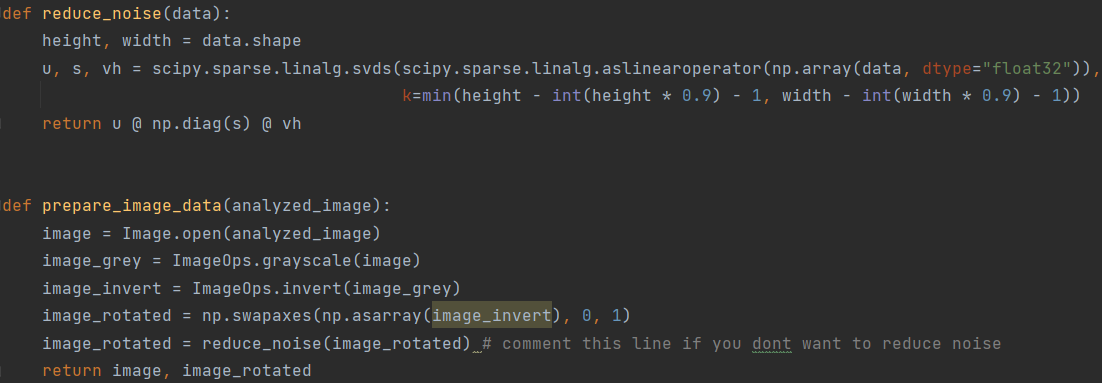 def reduce_noise(data):
    height, width = data.shape
    u, s, vh = scipy.sparse.linalg.svds(scipy.sparse.linalg.aslinearoperator(np.array(data, dtype="float32")),
                                        k=min(height - int(height * 0.9) - 1, width - int(width * 0.9) - 1))
    return u @ np.diag(s) @ vh
def prepare_image_data(analyzed_image):
    image = Image.open(analyzed_image)
    image_grey = ImageOps.grayscale(image)
    image_invert = ImageOps.invert(image_grey)
    image_rotated = np.swapaxes(np.asarray(image_invert), 0, 1)
    image_rotated = reduce_noise(image_rotated) # comment this line if you dont want to reduce noise
    return image, image_rotated